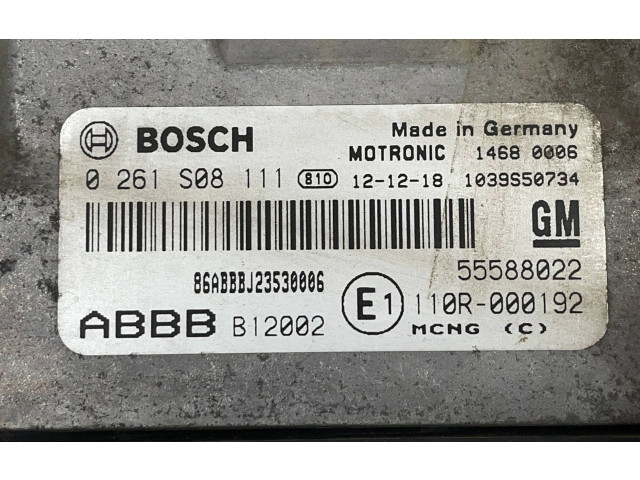 BOSCH Made in Germany
MOTRONIC 1468 0006
0 261 S08 111 810 12-12-18 1039S50734
GM
86ABBBJ23530006 55588022
ABBB B12002 E1 110R-000192
MCNG (C)